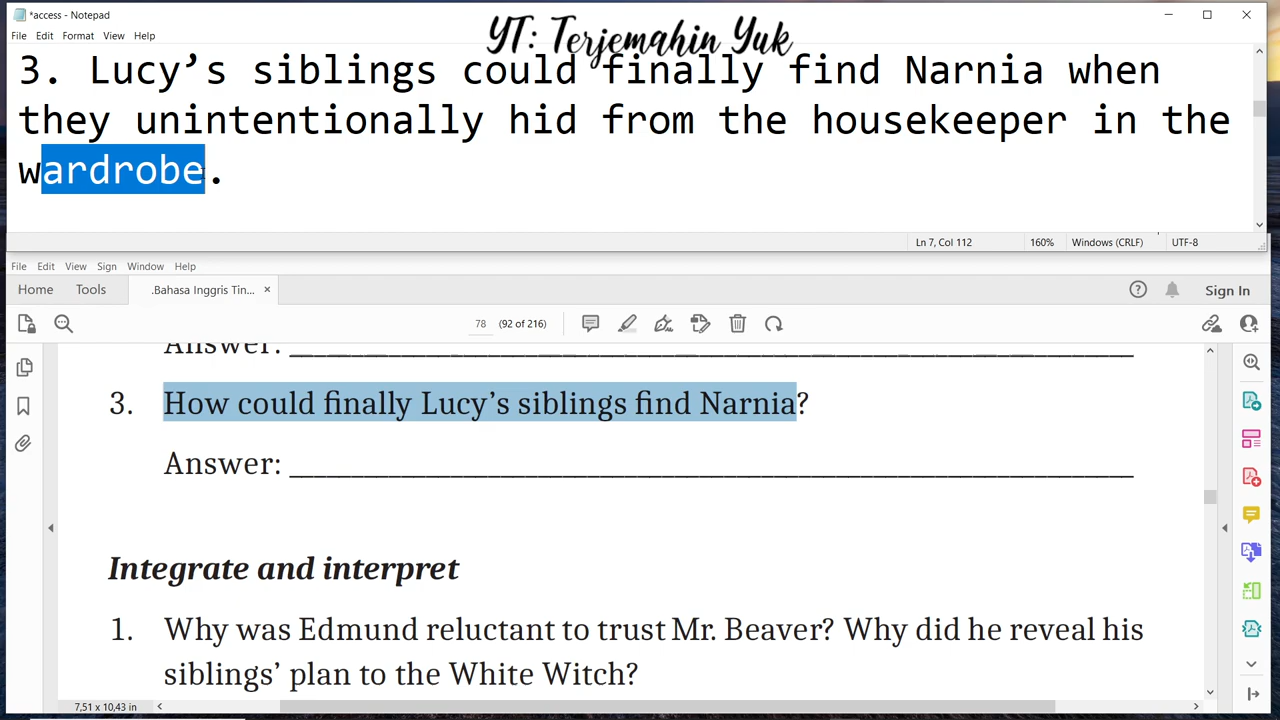 *access - Notepad
YT: Terjemahin Yuk
File Edit Format View Help
3. Lucy’s siblings could finally find Narnia when
they unintentionally hid from the housekeeper in the
wardrobe.
Ln 7, Col 112 160% Windows (CRLF) UTF-8
File Edit View Sign Window Help
Home Tools .Bahasa Inggris Tin... × Sign In
78 (92 of 216)
Answer: ____________________
3. How could finally Lucy’s siblings find Narnia?
Answer: ____________________
Integrate and interpret
1. Why was Edmund reluctant to trust Mr. Beaver? Why did he reveal his
siblings’ plan to the White Witch?
7,51 x 10,43 in